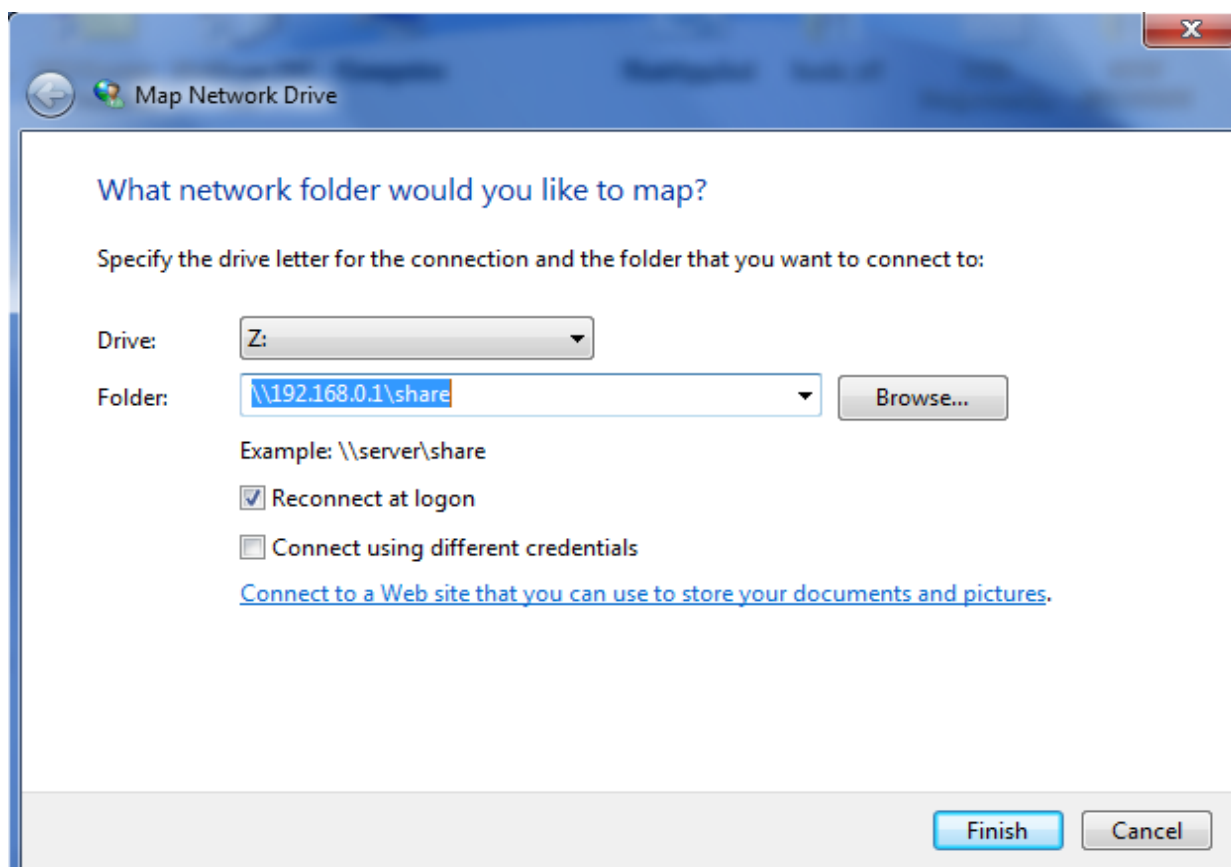 Map Network Drive
What network folder would you like to map?
Specify the drive letter for the connection and the folder that you want to connect to:
Drive: Z:
Folder: \\192.168.0.1\share Browse...
Example: \\server\share
Reconnect at logon
Connect using different credentials
Connect to a Web site that you can use to store your documents and pictures.
Finish Cancel